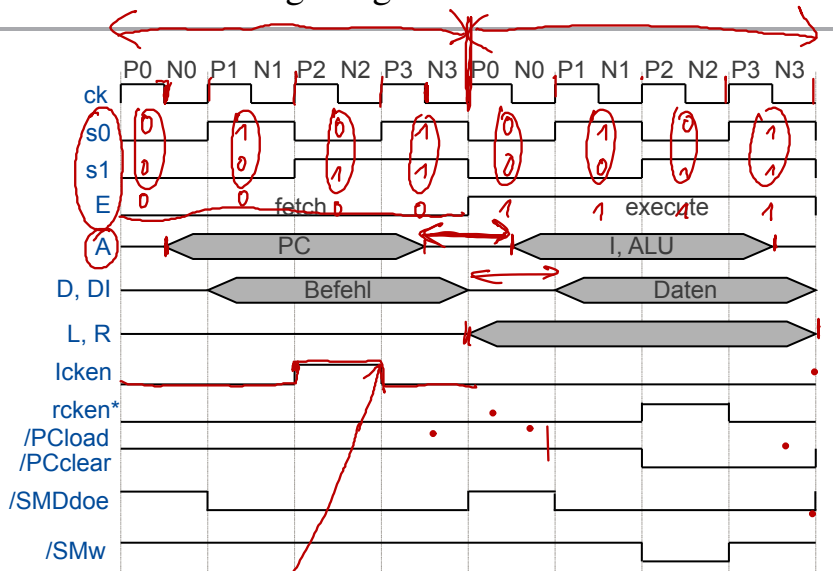 P0 N0 P1 N1 P2 N2 P3 N3 P0 N0 P1 N1 P2 N2 P3 N3
ck
s0 0 1 0 1 0 1 0 1
s1 0 0 1 1 0 0 1 1
E 0 0 fetch 0 0 1 1 execute 1 1
A PC I, ALU
D, DI Befehl Daten
L, R
Icken
rcken*
/PCload
/PCclear
/SMDdoe
/SMw